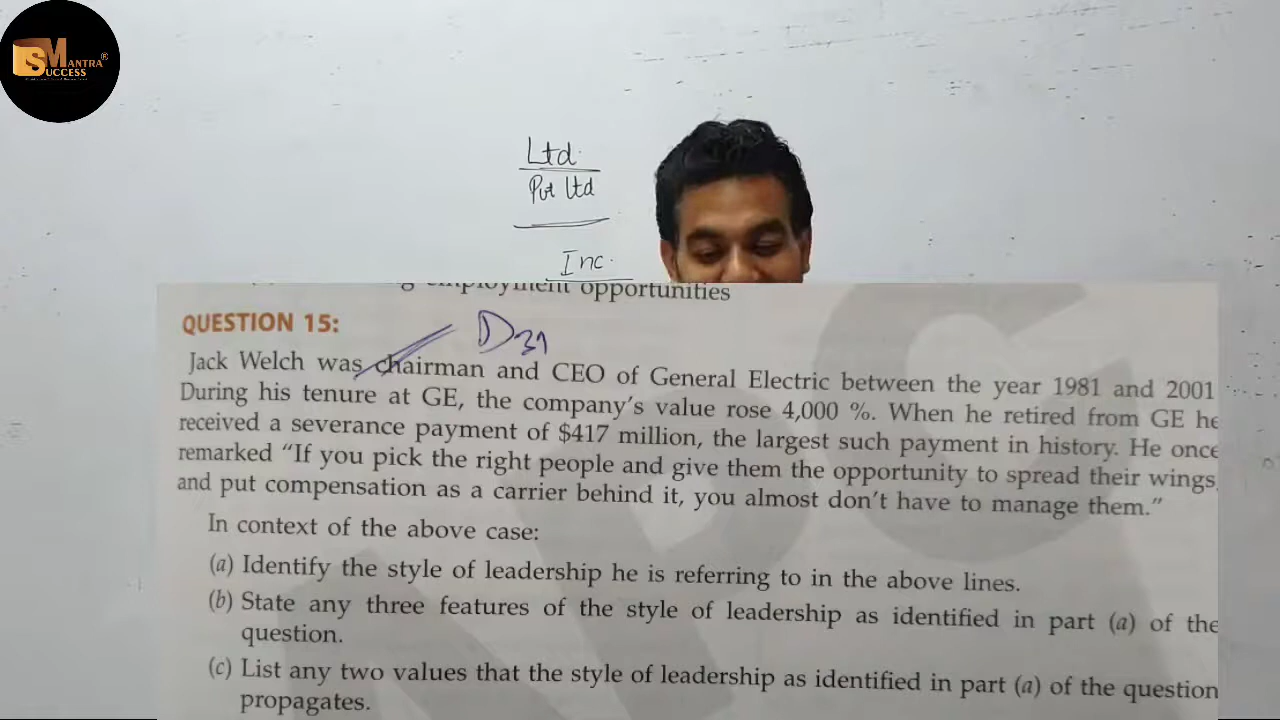 MANTRA®
SUCCESS
Ltd.
Pvt Ltd
Inc.
employment opportunities
QUESTION 15:
D31
Jack Welch was chairman and CEO of General Electric between the year 1981 and 2001
During his tenure at GE, the company's value rose 4,000 %. When he retired from GE he
received a severance payment of $417 million, the largest such payment in history. He once
remarked “If you pick the right people and give them the opportunity to spread their wings,
and put compensation as a carrier behind it, you almost don't have to manage them.”
In context of the above case:
(a) Identify the style of leadership he is referring to in the above lines.
(b) State any three features of the style of leadership as identified in part (a) of the
question.
(c) List any two values that the style of leadership as identified in part (a) of the question
propagates.